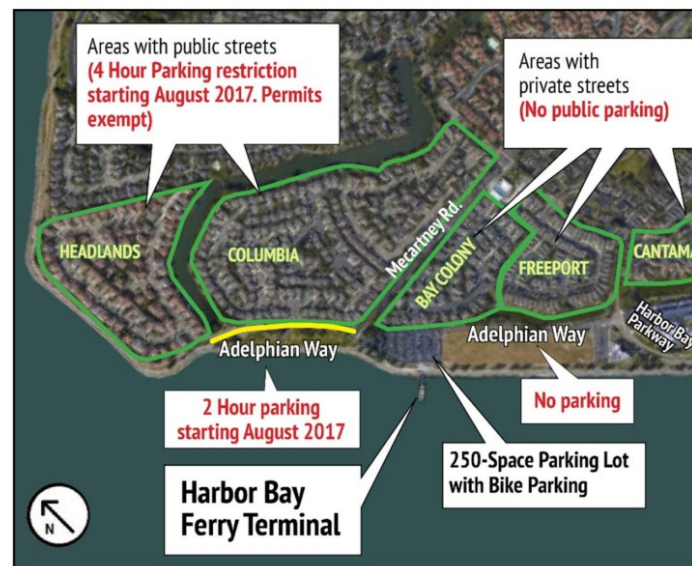 Areas with public streets
(4 Hour Parking restriction
starting August 2017. Permits
exempt)
Areas with
private streets
(No public parking)
HEADLANDS
COLUMBIA
Mecartney Rd.
BAY COLONY
FREEPORT
CANTAMA
Harbor Bay
Parkway
Adelphian Way
Adelphian Way
2 Hour parking
starting August 2017
No parking
250-Space Parking Lot
with Bike Parking
Harbor Bay
Ferry Terminal
N